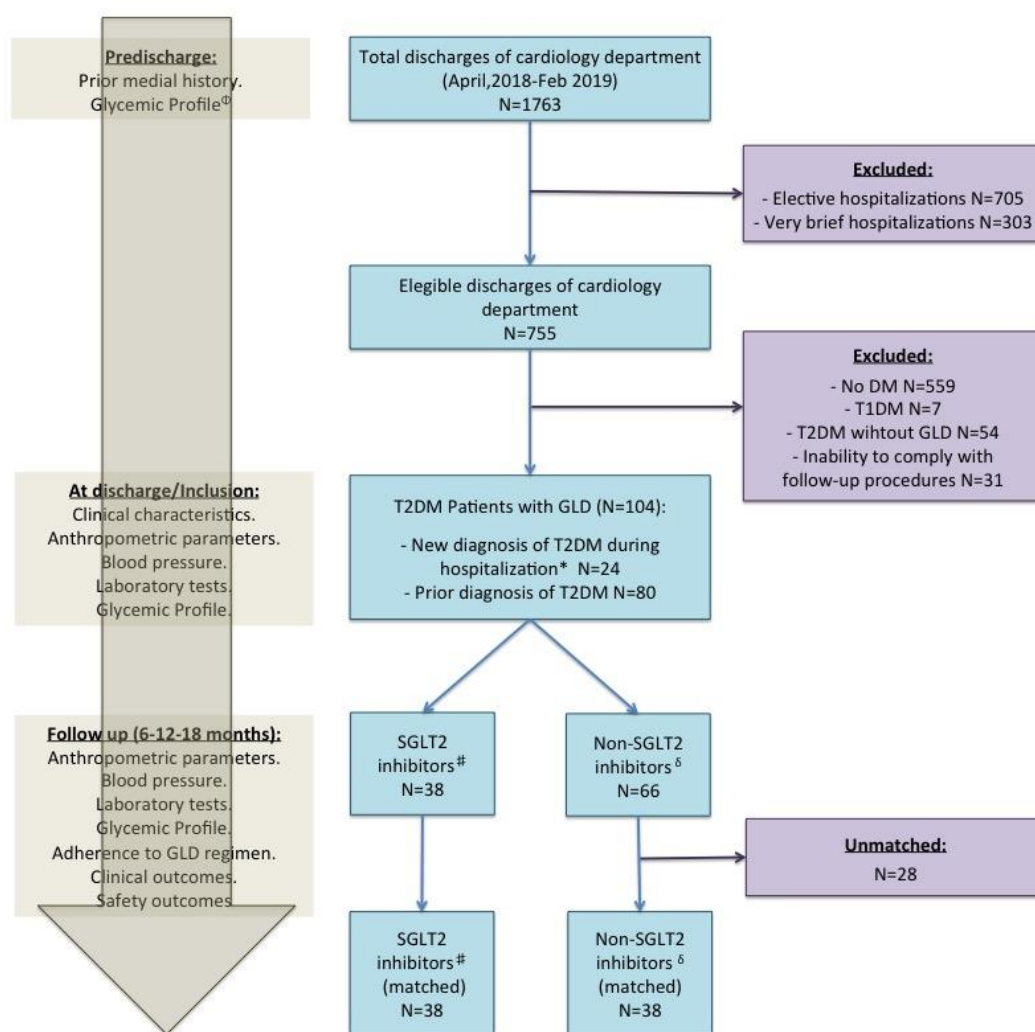 Predischarge:
Prior medial history.
Glycemic Profile^Φ
Total discharges of cardiology department
(April,2018-Feb 2019)
N=1763
Excluded:
- Elective hospitalizations N=705
- Very brief hospitalizations N=303
Elegible discharges of cardiology
department
N=755
Excluded:
- No DM N=559
- T1DM N=7
- T2DM wihtout GLD N=54
- Inability to comply with
follow-up procedures N=31
At discharge/Inclusion:
Clinical characteristics.
Anthropometric parameters.
Blood pressure.
Laboratory tests.
Glycemic Profile.
T2DM Patients with GLD (N=104):
- New diagnosis of T2DM during
hospitalization* N=24
- Prior diagnosis of T2DM N=80
Follow up (6-12-18 months):
Anthropometric parameters.
Blood pressure.
Laboratory tests.
Glycemic Profile.
Adherence to GLD regimen.
Clinical outcomes.
Safety outcomes
SGLT2
inhibitors^#
N=38
Non-SGLT2
inhibitors ^δ
N=66
Unmatched:
N=28
SGLT2
inhibitors^#
(matched)
N=38
Non-SGLT2
inhibitors ^δ
(matched)
N=38